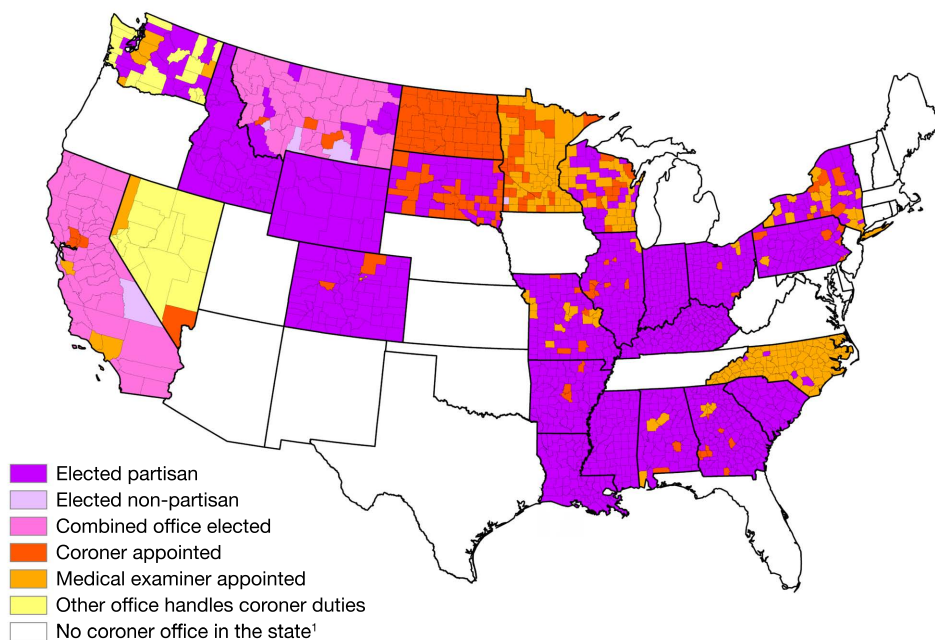 Elected partisan
Elected non-partisan
Combined office elected
Coroner appointed
Medical examiner appointed
Other office handles coroner duties
No coroner office in the state¹